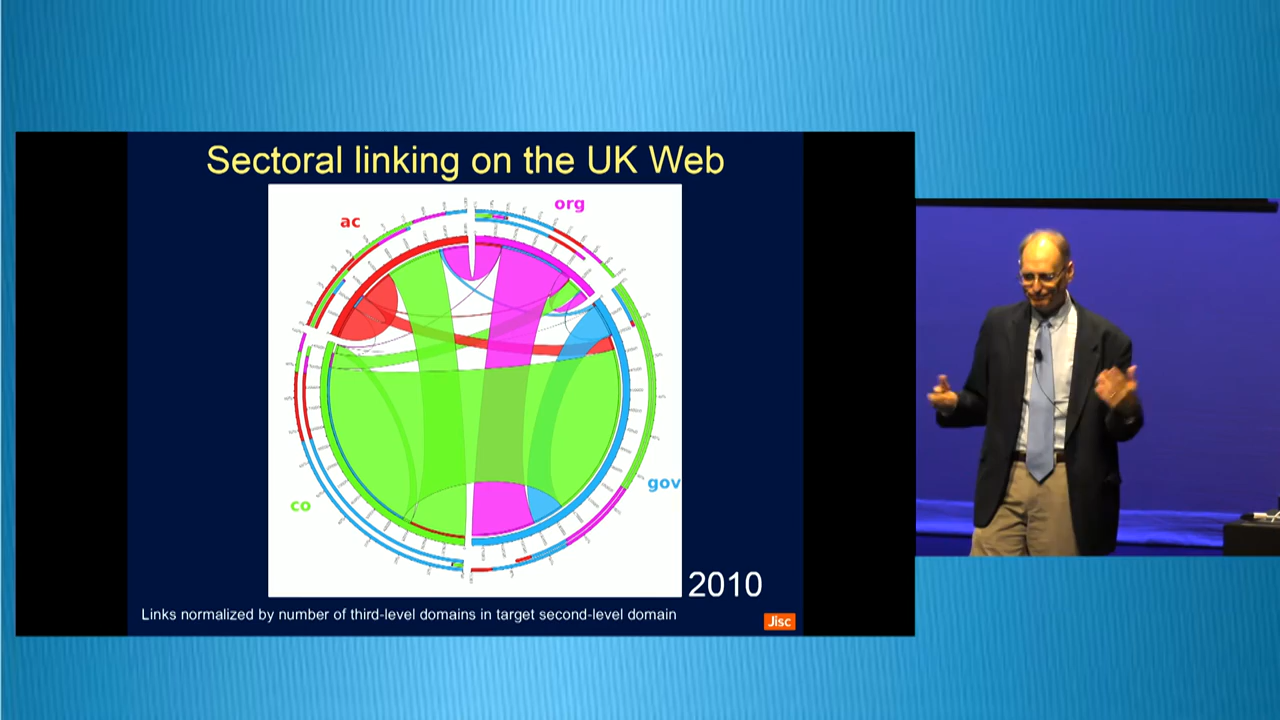 Sectoral linking on the UK Web
org
ac
gov
co
2010
Links normalized by number of third-level domains in target second-level domain
Jisc